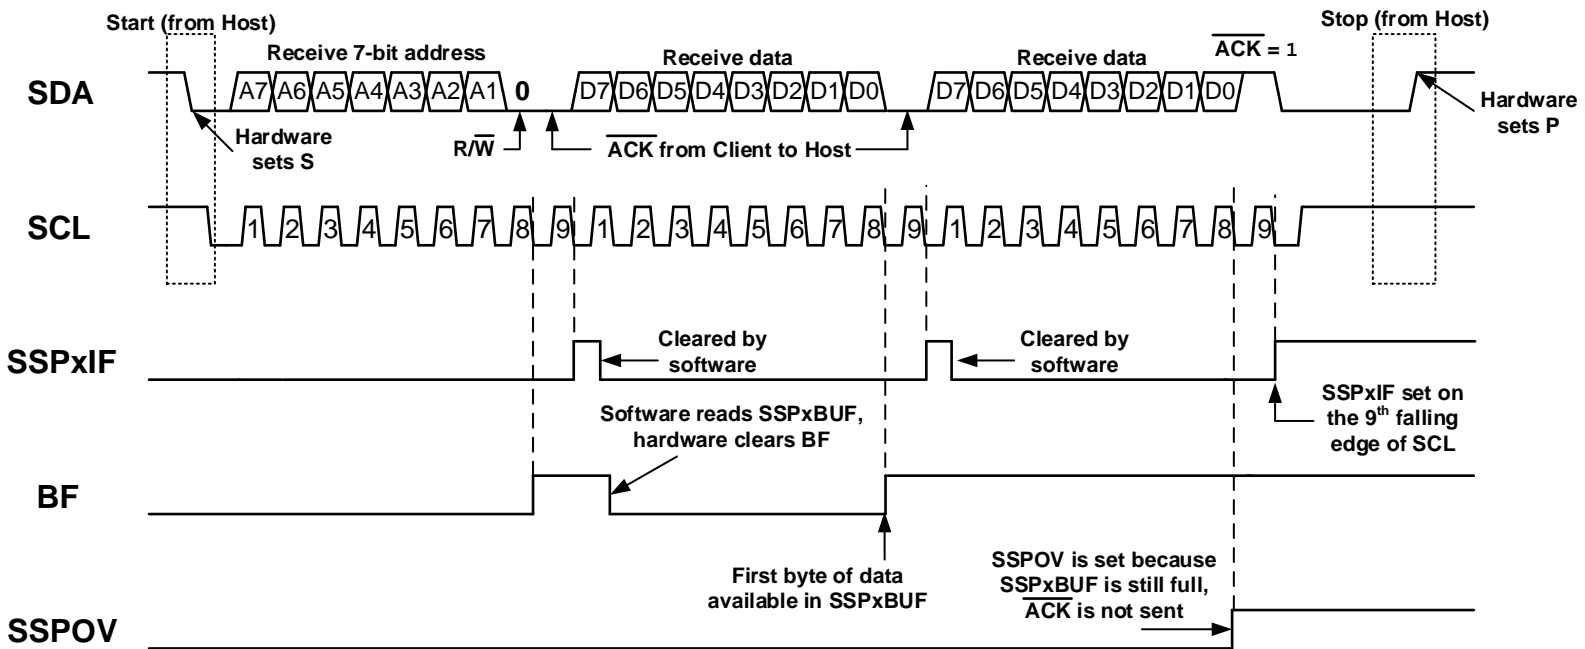 Start (from Host)
Stop (from Host)
Receive 7-bit address
Receive data
Receive data
ACK = 1
SDA
A7 A6 A5 A4 A3 A2 A1 0 D7 D6 D5 D4 D3 D2 D1 D0 D7 D6 D5 D4 D3 D2 D1 D0
Hardware
sets S
R/W
ACK from Client to Host
Hardware
sets P
SCL
1 2 3 4 5 6 7 8 9 1 2 3 4 5 6 7 8 9 1 2 3 4 5 6 7 8 9
SSPxIF
Cleared by
software
Cleared by
software
SSPxIF set on
the 9th falling
edge of SCL
Software reads SSPxBUF,
hardware clears BF
BF
First byte of data
available in SSPxBUF
SSPOV is set because
SSPxBUF is still full,
ACK is not sent
SSPOV